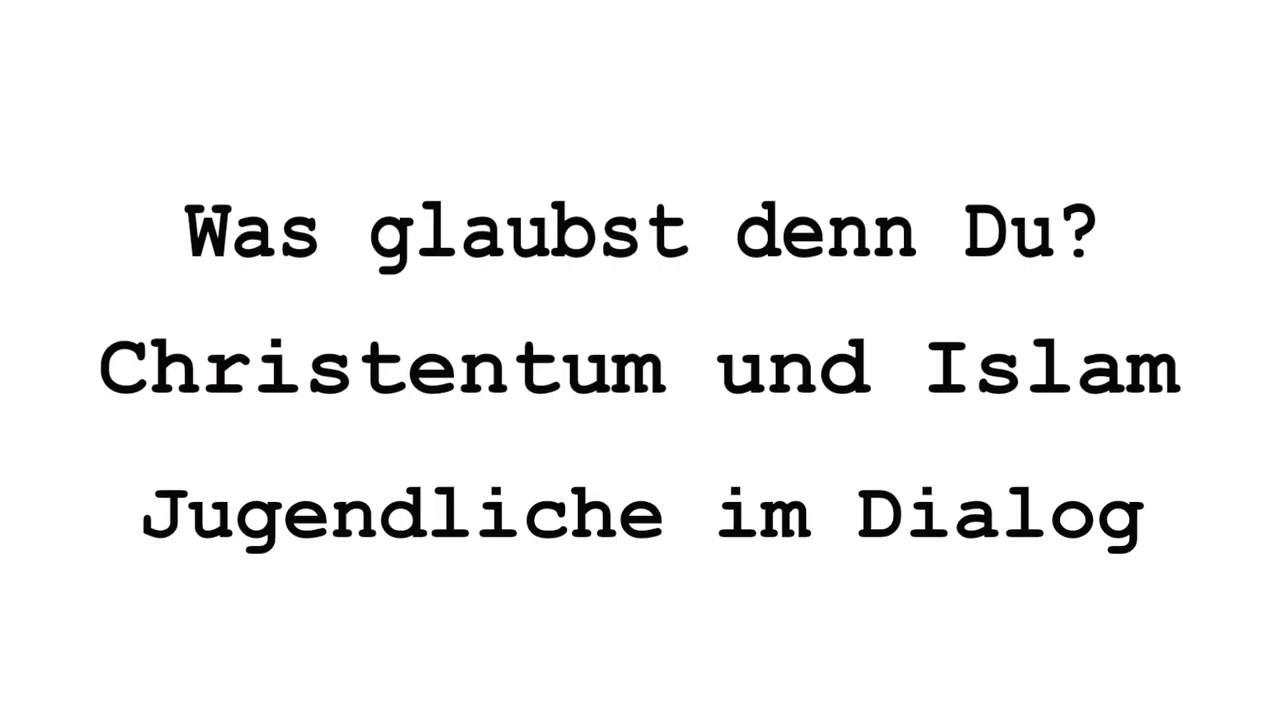 Was glaubst denn Du?
Christentum und Islam
Jugendliche im Dialog